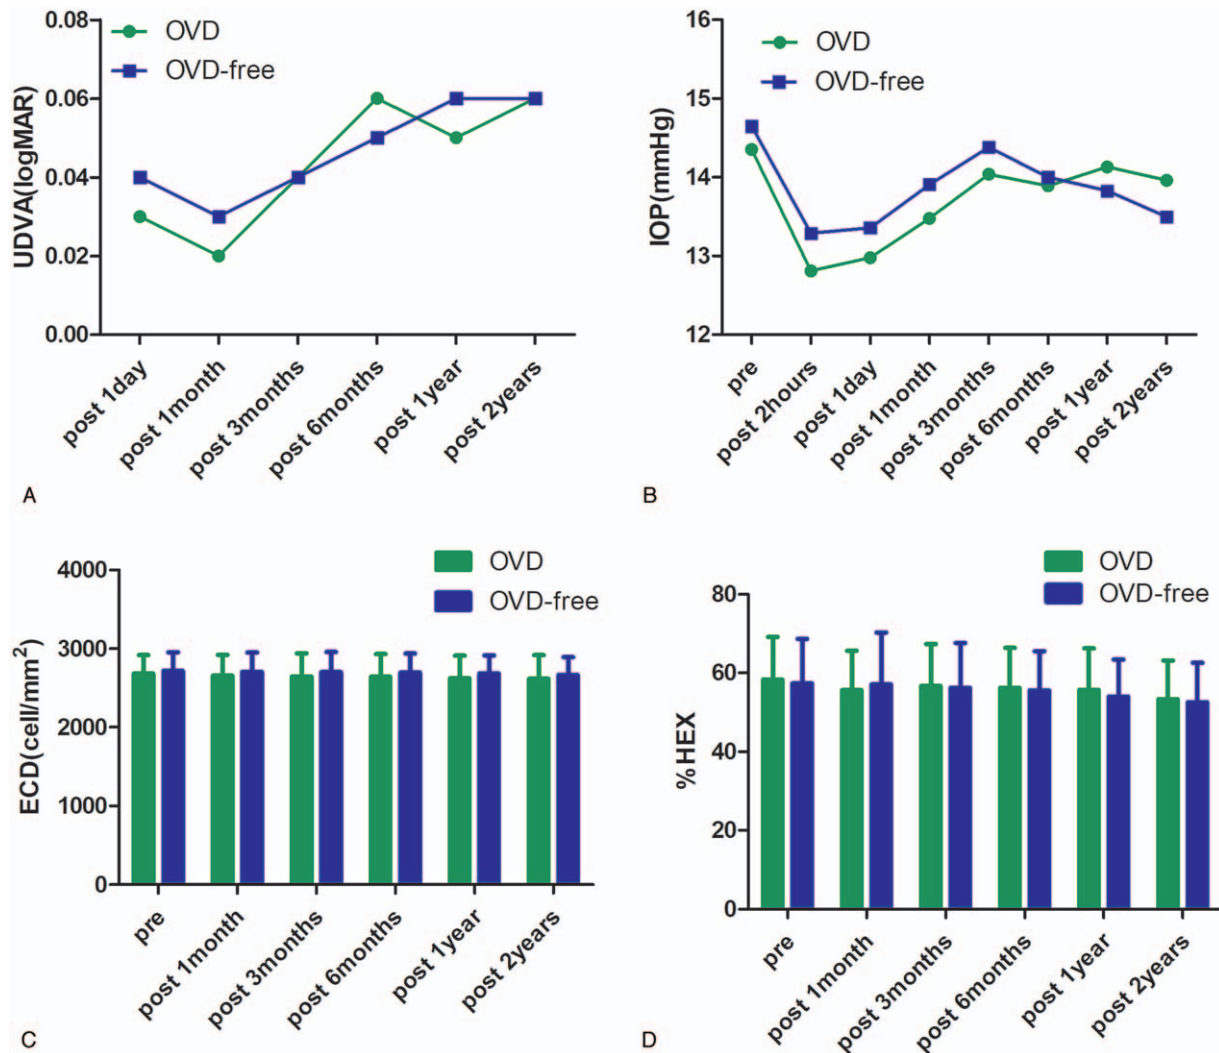 0.08
0.06
0.04
0.02
0.00
UDVA(logMAR)
OVD
OVD-free
post 1day
post 1month
post 3months
post 6months
post 1year
post 2years
A
16
15
14
13
12
IOP(mmHg)
OVD
OVD-free
pre
post 2hours
post 1day
post 1month
post 3months
post 6months
post 1year
post 2years
B
4000
3000
2000
1000
0
ECD(cell/mm²)
OVD
OVD-free
pre
post 1month
post 3months
post 6months
post 1year
post 2years
C
80
60
40
20
0
%HEX
OVD
OVD-free
pre
post 1month
post 3months
post 6months
post 1year
post 2years
D